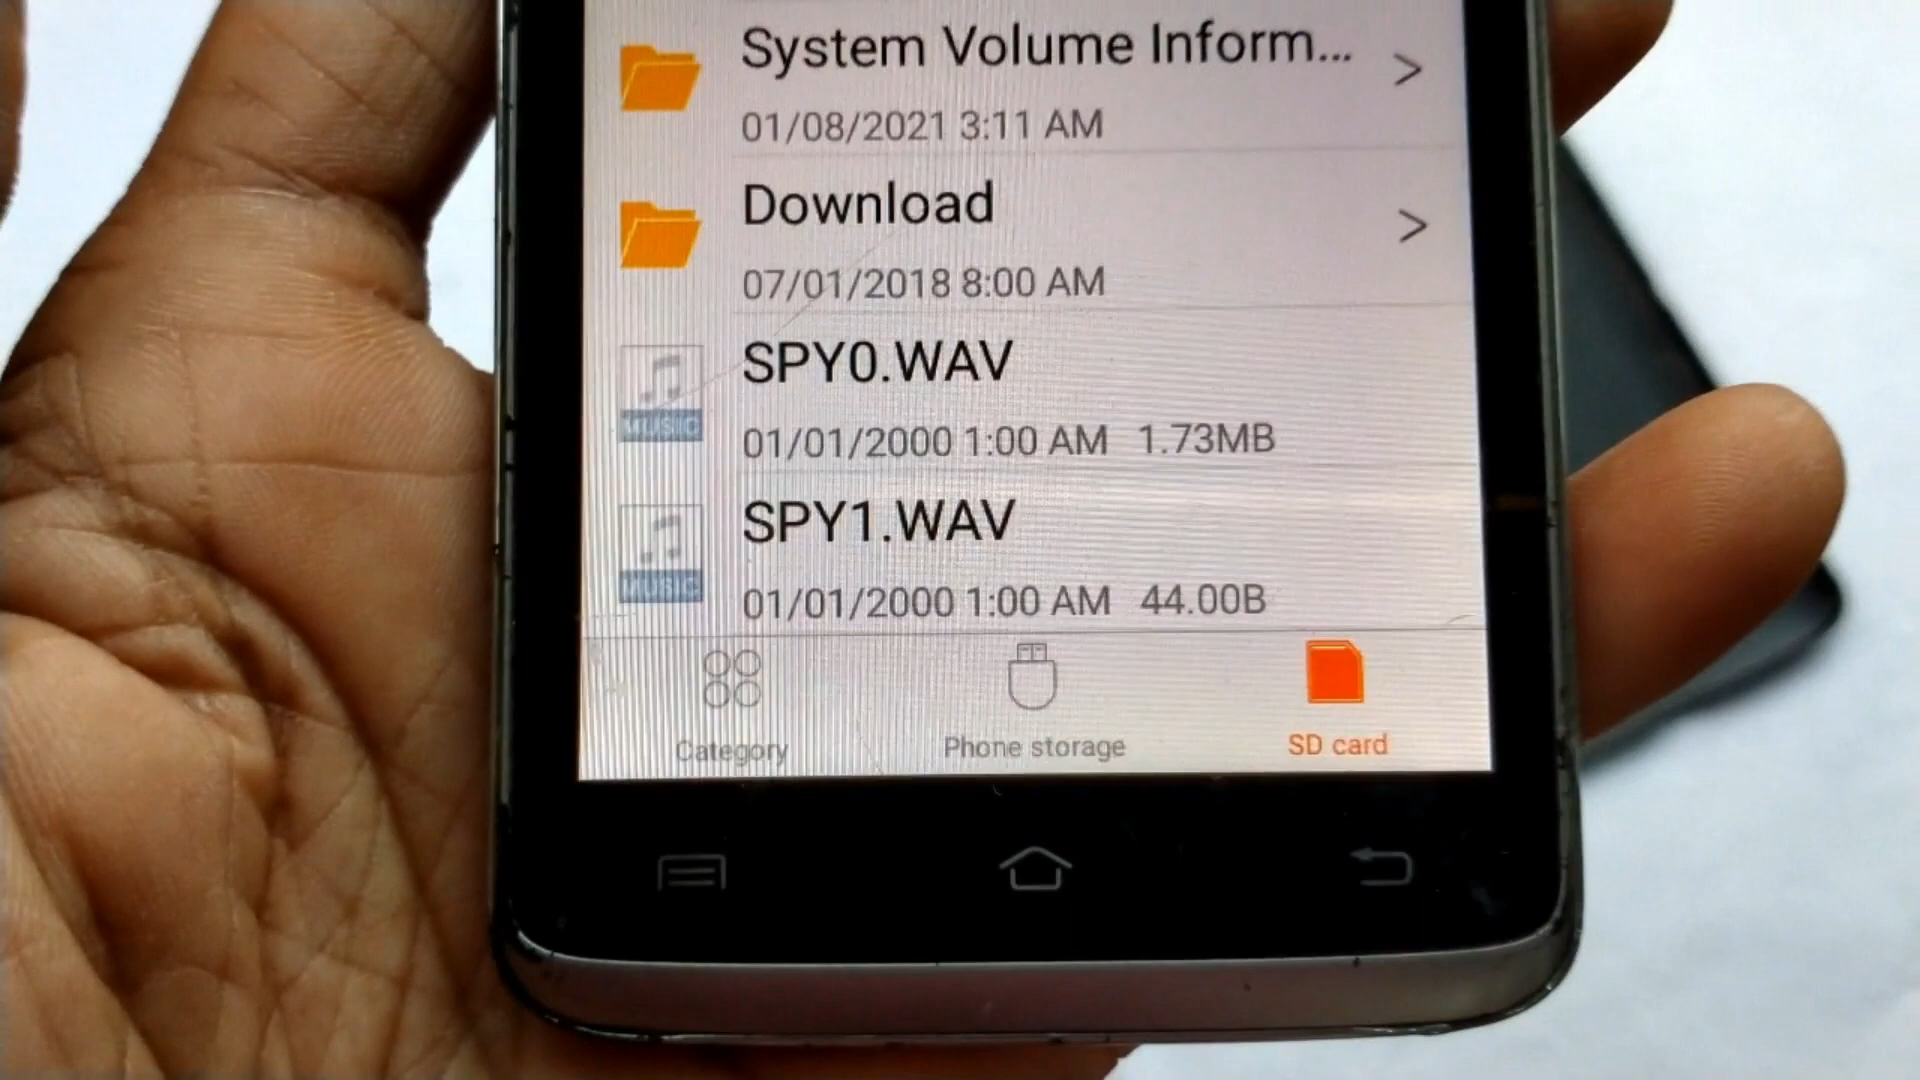 System Volume Inform...
01/08/2021 3:11 AM
Download
07/01/2018 8:00 AM
SPY0.WAV
MUSIC
01/01/2000 1:00 AM 1.73MB
SPY1.WAV
MUSIC
01/01/2000 1:00 AM 44.00B
Category
Phone storage
SD card